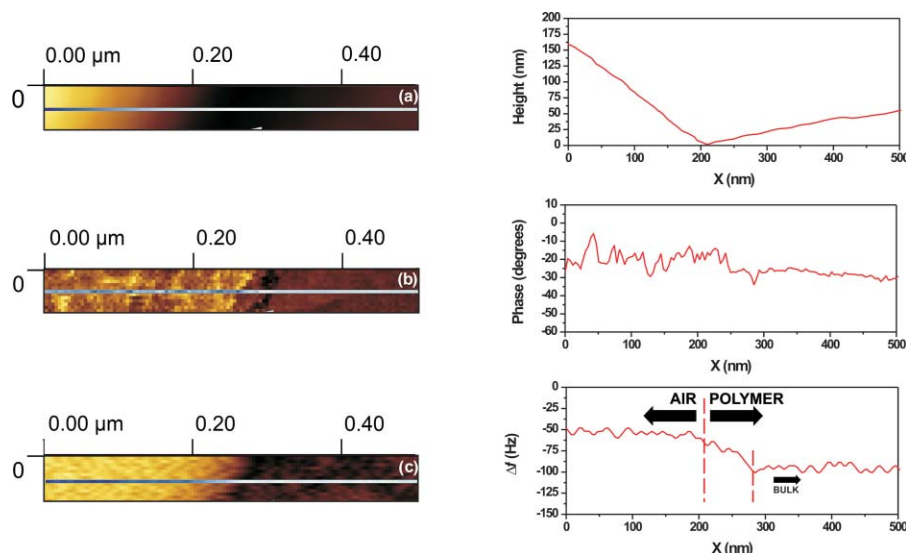 0.00 µm 0.20 0.40
0
(a)
200
175
150
125
100
75
50
25
0
Height (nm)
0 100 200 300 400 500
X (nm)
0.00 µm 0.20 0.40
0
(b)
20
10
0
-10
-20
-30
-40
-50
-60
Phase (degrees)
0 100 200 300 400 500
X (nm)
0.00 µm 0.20 0.40
0
(c)
0
-25
-50
-75
-100
-125
-150
Δf (Hz)
AIR POLYMER
BULK
0 100 200 300 400 500
X (nm)